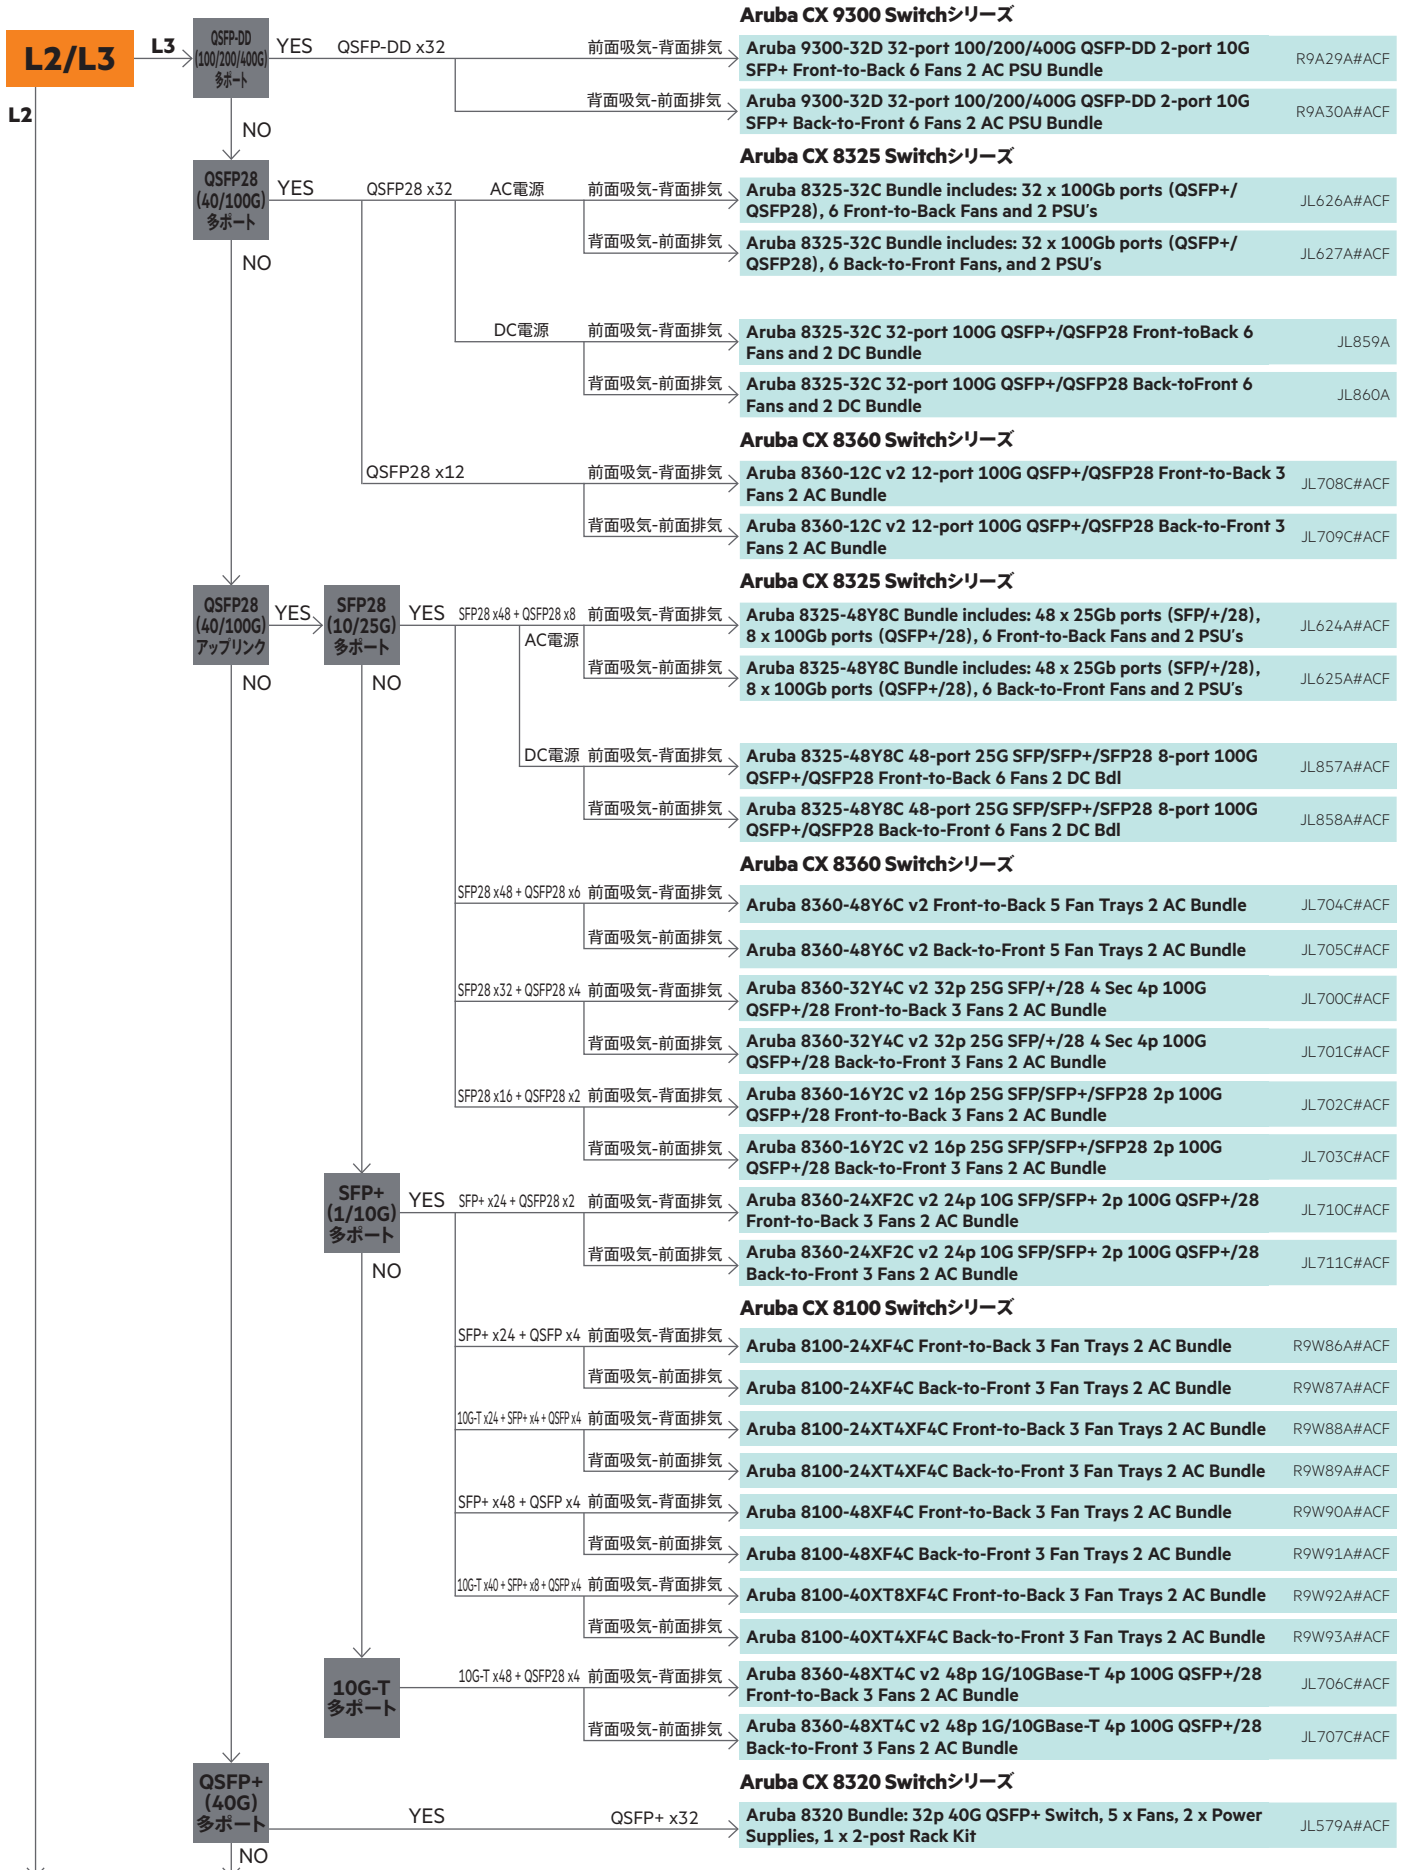 L2/L3
L3
L2
QSFP-DD
(100/200/400G)
多ポート
YES
QSFP-DD x32
NO
Aruba CX 9300 Switchシリーズ
前面吸気-背面排気
Aruba 9300-32D 32-port 100/200/400G QSFP-DD 2-port 10G
SFP+ Front-to-Back 6 Fans 2 AC PSU Bundle
R9A29A#ACF
背面吸気-前面排気
Aruba 9300-32D 32-port 100/200/400G QSFP-DD 2-port 10G
SFP+ Back-to-Front 6 Fans 2 AC PSU Bundle
R9A30A#ACF
Aruba CX 8325 Switchシリーズ
QSFP28
(40/100G)
多ポート
YES
NO
QSFP28 x32
AC電源
前面吸気-背面排気
Aruba 8325-32C Bundle includes: 32 x 100Gb ports (QSFP+/
QSFP28), 6 Front-to-Back Fans and 2 PSU's
JL626A#ACF
背面吸気-前面排気
Aruba 8325-32C Bundle includes: 32 x 100Gb ports (QSFP+/
QSFP28), 6 Back-to-Front Fans, and 2 PSU's
JL627A#ACF
DC電源
前面吸気-背面排気
Aruba 8325-32C 32-port 100G QSFP+/QSFP28 Front-toBack 6
Fans and 2 DC Bundle
JL859A
背面吸気-前面排気
Aruba 8325-32C 32-port 100G QSFP+/QSFP28 Back-toFront 6
Fans and 2 DC Bundle
JL860A
Aruba CX 8360 Switchシリーズ
QSFP28 x12
前面吸気-背面排気
Aruba 8360-12C v2 12-port 100G QSFP+/QSFP28 Front-to-Back 3
Fans 2 AC Bundle
JL708C#ACF
背面吸気-前面排気
Aruba 8360-12C v2 12-port 100G QSFP+/QSFP28 Back-to-Front 3
Fans 2 AC Bundle
JL709C#ACF
Aruba CX 8325 Switchシリーズ
QSFP28
(40/100G)
アップリンク
YES
NO
SFP28
(10/25G)
多ポート
YES
NO
SFP28 x48 + QSFP28 x8
AC電源
前面吸気-背面排気
Aruba 8325-48Y8C Bundle includes: 48 x 25Gb ports (SFP/+/28),
8 x 100Gb ports (QSFP+/28), 6 Front-to-Back Fans and 2 PSU's
JL624A#ACF
背面吸気-前面排気
Aruba 8325-48Y8C Bundle includes: 48 x 25Gb ports (SFP/+/28),
8 x 100Gb ports (QSFP+/28), 6 Back-to-Front Fans and 2 PSU's
JL625A#ACF
DC電源
前面吸気-背面排気
Aruba 8325-48Y8C 48-port 25G SFP/SFP+/SFP28 8-port 100G
QSFP+/QSFP28 Front-to-Back 6 Fans 2 DC Bdl
JL857A#ACF
背面吸気-前面排気
Aruba 8325-48Y8C 48-port 25G SFP/SFP+/SFP28 8-port 100G
QSFP+/QSFP28 Back-to-Front 6 Fans 2 DC Bdl
JL858A#ACF
Aruba CX 8360 Switchシリーズ
SFP28 x48 + QSFP28 x6
前面吸気-背面排気
Aruba 8360-48Y6C v2 Front-to-Back 5 Fan Trays 2 AC Bundle
JL704C#ACF
背面吸気-前面排気
Aruba 8360-48Y6C v2 Back-to-Front 5 Fan Trays 2 AC Bundle
JL705C#ACF
SFP28 x32 + QSFP28 x4
前面吸気-背面排気
Aruba 8360-32Y4C v2 32p 25G SFP/+/28 4 Sec 4p 100G
QSFP+/28 Front-to-Back 3 Fans 2 AC Bundle
JL700C#ACF
背面吸気-前面排気
Aruba 8360-32Y4C v2 32p 25G SFP/+/28 4 Sec 4p 100G
QSFP+/28 Back-to-Front 3 Fans 2 AC Bundle
JL701C#ACF
SFP28 x16 + QSFP28 x2
前面吸気-背面排気
Aruba 8360-16Y2C v2 16p 25G SFP/SFP+/SFP28 2p 100G
QSFP+/28 Front-to-Back 3 Fans 2 AC Bundle
JL702C#ACF
背面吸気-前面排気
Aruba 8360-16Y2C v2 16p 25G SFP/SFP+/SFP28 2p 100G
QSFP+/28 Back-to-Front 3 Fans 2 AC Bundle
JL703C#ACF
SFP+
(1/10G)
多ポート
YES
NO
SFP+ x24 + QSFP28 x2
前面吸気-背面排気
Aruba 8360-24XF2C v2 24p 10G SFP/SFP+ 2p 100G QSFP+/28
Front-to-Back 3 Fans 2 AC Bundle
JL710C#ACF
背面吸気-前面排気
Aruba 8360-24XF2C v2 24p 10G SFP/SFP+ 2p 100G QSFP+/28
Back-to-Front 3 Fans 2 AC Bundle
JL711C#ACF
Aruba CX 8100 Switchシリーズ
SFP+ x24 + QSFP x4
前面吸気-背面排気
Aruba 8100-24XF4C Front-to-Back 3 Fan Trays 2 AC Bundle
R9W86A#ACF
背面吸気-前面排気
Aruba 8100-24XF4C Back-to-Front 3 Fan Trays 2 AC Bundle
R9W87A#ACF
10G-T x24 + SFP+ x4 + QSFP x4
前面吸気-背面排気
Aruba 8100-24XT4XF4C Front-to-Back 3 Fan Trays 2 AC Bundle
R9W88A#ACF
背面吸気-前面排気
Aruba 8100-24XT4XF4C Back-to-Front 3 Fan Trays 2 AC Bundle
R9W89A#ACF
SFP+ x48 + QSFP x4
前面吸気-背面排気
Aruba 8100-48XF4C Front-to-Back 3 Fan Trays 2 AC Bundle
R9W90A#ACF
背面吸気-前面排気
Aruba 8100-48XF4C Back-to-Front 3 Fan Trays 2 AC Bundle
R9W91A#ACF
10G-T x40 + SFP+ x8 + QSFP x4
前面吸気-背面排気
Aruba 8100-40XT8XF4C Front-to-Back 3 Fan Trays 2 AC Bundle
R9W92A#ACF
背面吸気-前面排気
Aruba 8100-40XT4XF4C Back-to-Front 3 Fan Trays 2 AC Bundle
R9W93A#ACF
10G-T
多ポート
10G-T x48 + QSFP28 x4
前面吸気-背面排気
Aruba 8360-48XT4C v2 48p 1G/10GBase-T 4p 100G QSFP+/28
Front-to-Back 3 Fans 2 AC Bundle
JL706C#ACF
背面吸気-前面排気
Aruba 8360-48XT4C v2 48p 1G/10GBase-T 4p 100G QSFP+/28
Back-to-Front 3 Fans 2 AC Bundle
JL707C#ACF
Aruba CX 8320 Switchシリーズ
QSFP+
(40G)
多ポート
YES
QSFP+ x32
Aruba 8320 Bundle: 32p 40G QSFP+ Switch, 5 x Fans, 2 x Power
Supplies, 1 x 2-post Rack Kit
JL579A#ACF
NO